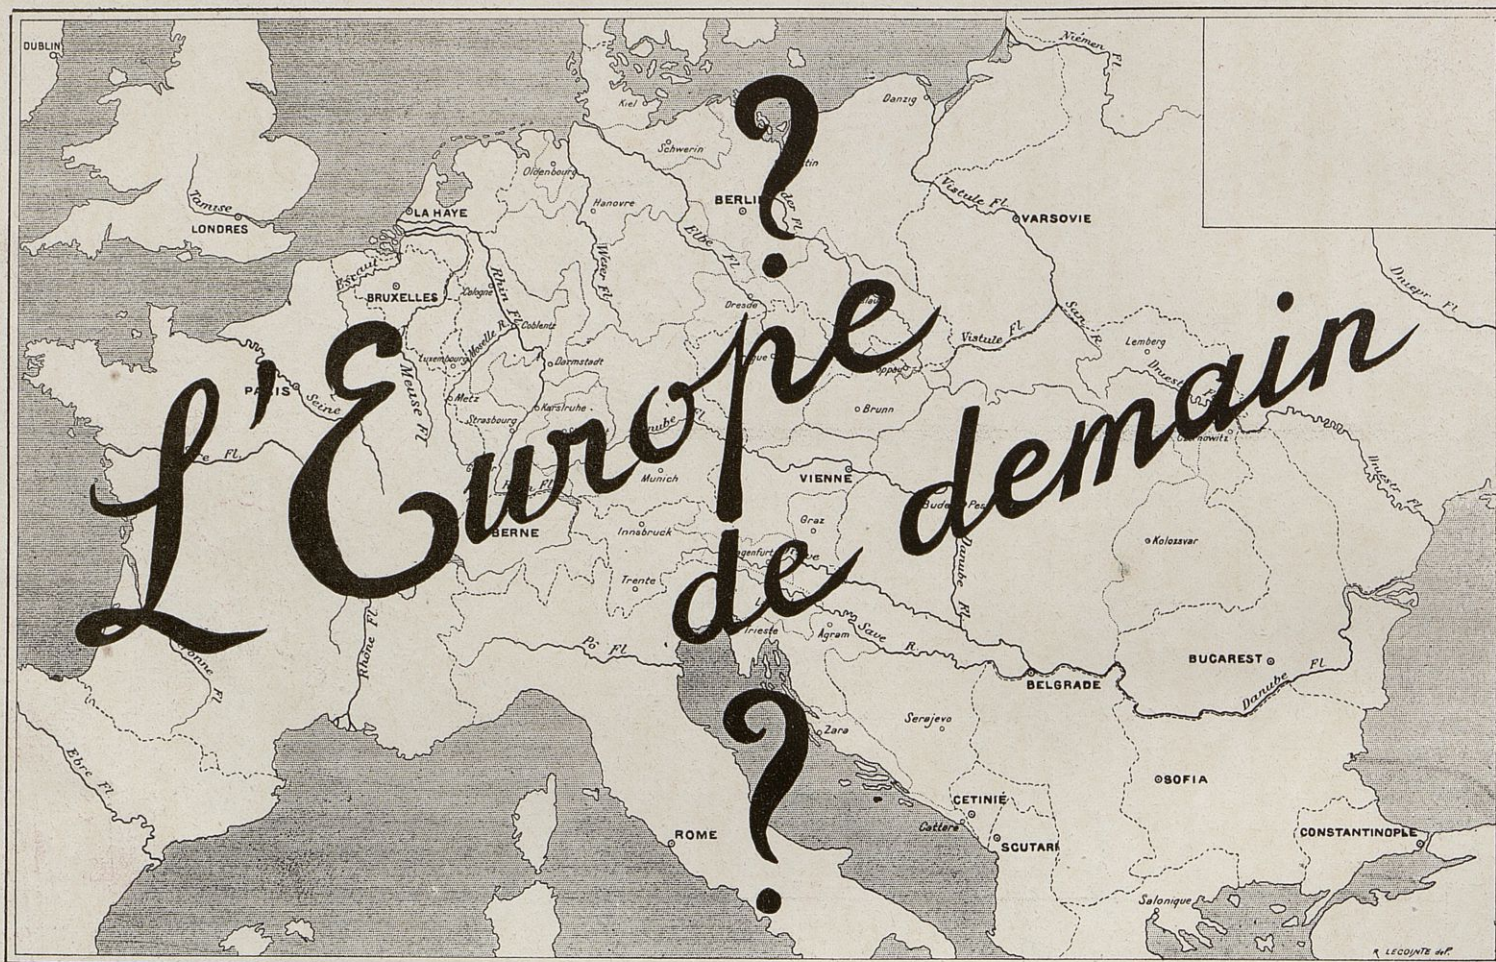 DUBLIN
Niemen Fl.
Kiel
Danzig
Schwerin
Oldenbourg
Tamise
LONDRES
LA HAYE
Hanovre
BERLIN
Vistule Fl.
VARSOVIE
Elbe Fl.
Weser Fl.
Escaut
BRUXELLES
Cologne
Rhin Fl.
Dresde
Dniepr Fl.
Coblentz
Moselle R.
Luxembourg
Darmstadt
Vistule Fl.
San R.
Lemberg
PARIS
Seine
Meuse Fl.
Metz
Karlsruhe
Strasbourg
Brunn
Dniestr Fl.
Munich
VIENNE
BERNE
Innsbruck
Graz
Danube Fl.
Kolozsvar
Trente
Rhône Fl.
Pô Fl.
Trieste
Agram
Save R.
BELGRADE
BUCAREST
Danube Fl.
Ebre Fl.
Zara
Serajevo
SOFIA
CETINIÉ
Cattaro
SCUTARI
ROME
CONSTANTINOPLE
Salonique
?
L'Europe
de demain
?
R. LECOINTE delt.